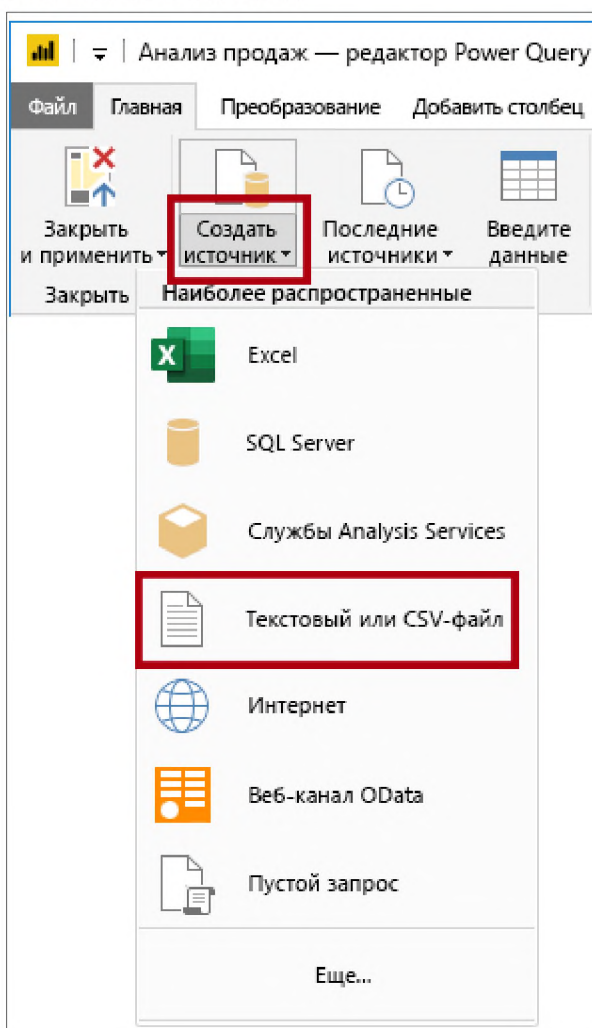 Анализ продаж — редактор Power Query
Файл Главная Преобразование Добавить столбец
Закрыть и применить
Создать источник
Последние источники
Введите данные
Закрыть
Наиболее распространенные
Excel
SQL Server
Службы Analysis Services
Текстовый или CSV-файл
Интернет
Веб-канал OData
Пустой запрос
Еще...